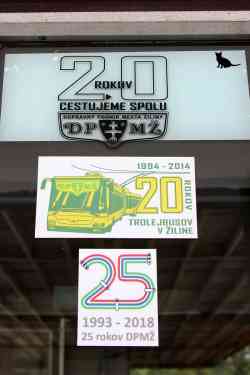 20
ROKOV
CESTUJEME SPOLU
DOPRAVNÝ PODNIK MESTA ŽILINY
DPMŽ
1994 - 2014
20
ROKOV
TROLEJBUSOV
V ŽILINE
25
1993 - 2018
25 rokov DPMŽ